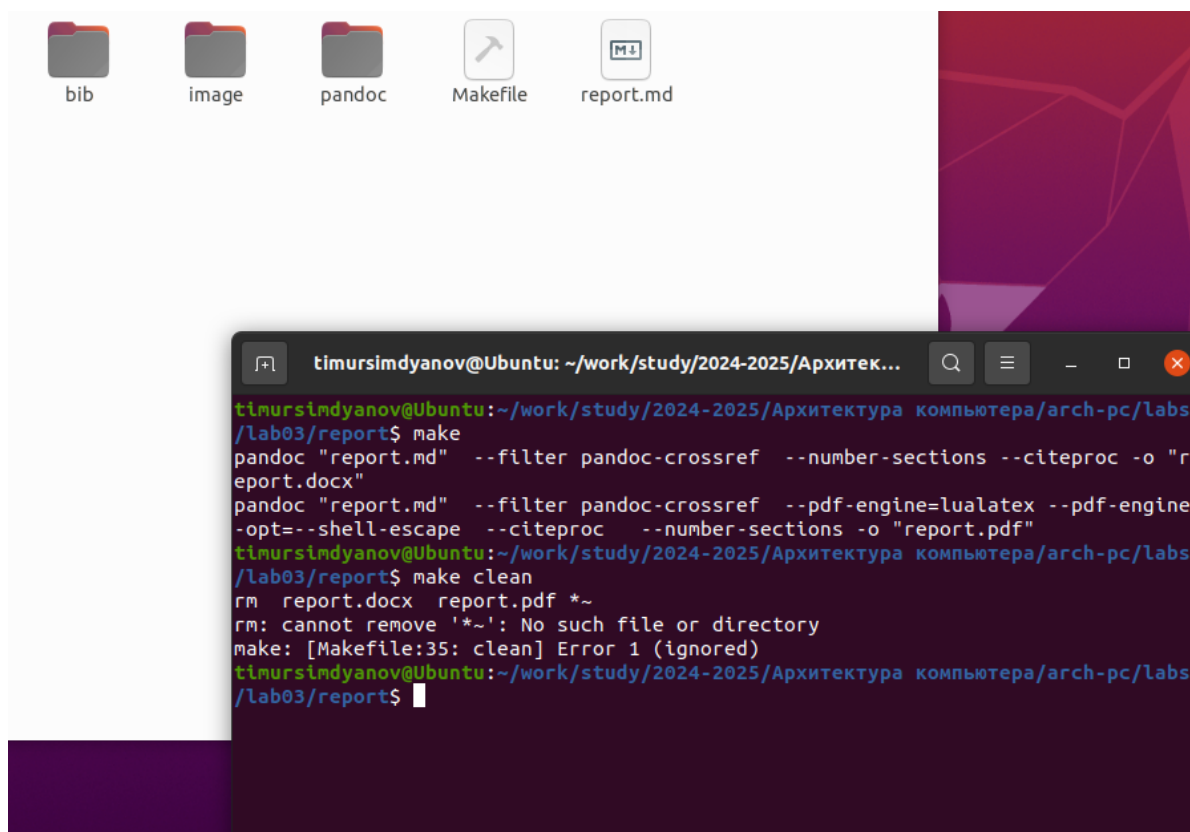 bib image pandoc Makefile report.md
timursimdyanov@Ubuntu: ~/work/study/2024-2025/Архитек...
timursimdyanov@Ubuntu:~/work/study/2024-2025/Архитектура компьютера/arch-pc/labs
/lab03/report$ make
pandoc "report.md"  --filter pandoc-crossref  --number-sections --citeproc -o "r
eport.docx"
pandoc "report.md"  --filter pandoc-crossref  --pdf-engine=lualatex --pdf-engine
-opt=--shell-escape  --citeproc   --number-sections -o "report.pdf"
timursimdyanov@Ubuntu:~/work/study/2024-2025/Архитектура компьютера/arch-pc/labs
/lab03/report$ make clean
rm  report.docx  report.pdf *~
rm: cannot remove '*~': No such file or directory
make: [Makefile:35: clean] Error 1 (ignored)
timursimdyanov@Ubuntu:~/work/study/2024-2025/Архитектура компьютера/arch-pc/labs
/lab03/report$